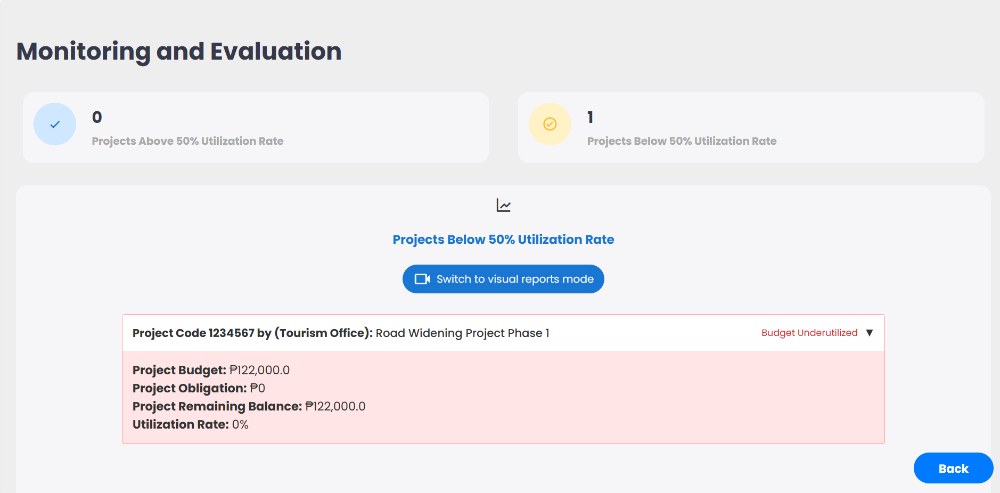 Monitoring and Evaluation
0
Projects Above 50% Utilization Rate
1
Projects Below 50% Utilization Rate
Projects Below 50% Utilization Rate
Switch to visual reports mode
Project Code 1234567 by (Tourism Office): Road Widening Project Phase 1
Budget Underutilized ▼
Project Budget: ₱122,000.0
Project Obligation: ₱0
Project Remaining Balance: ₱122,000.0
Utilization Rate: 0%
Back